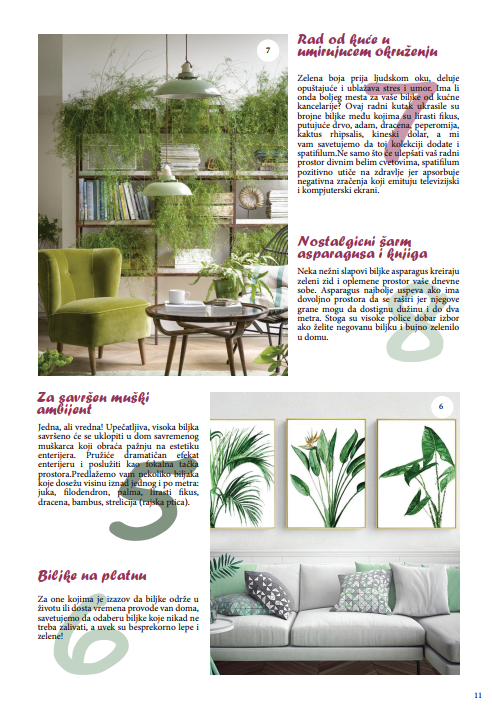 7
Rad od kuće u
umirujucem okruženju
Zelena boja prija ljudskom oku, deluje
opuštajuće i ublažava stres i umor. Ima li
onda boljeg mesta za vaše biljke od kućne
kancelarije? Ovaj radni kutak ukrasile su
brojne biljke među kojima su lirasti fikus,
putujuće drvo, adam, dracena, peperomija,
kaktus rhipsalis, kineski dolar, a mi
vam savetujemo da toj kolekciji dodate i
spatifilum.Ne samo što će ulepšati vaš radni
prostor divnim belim cvetovima, spatifilum
pozitivno utiče na zdravlje jer apsorbuje
negativna zračenja koji emituju televizijski
i kompjuterski ekrani.
7
Nostalgicni šarm
asparagusa i knjiga
Neka nežni slapovi biljke asparagus kreiraju
zeleni zid i oplemene prostor vaše dnevne
sobe. Asparagus najbolje uspeva ako ima
dovoljno prostora da se raširi jer njegove
grane mogu da dostignu dužinu i do dva
metra. Stoga su visoke police dobar izbor
ako želite negovanu biljku i bujno zelenilo
u domu.
8
Za savršen muški
ambijent
Jedna, ali vredna! Upečatljiva, visoka biljka
savršeno će se uklopiti u dom savremenog
muškarca koji obraća pažnju na estetiku
enterijera. Pružiće dramatičan efekat
enterijeru i poslužiti kao fokalna tačka
prostora.Predlažemo vam nekoliko biljaka
koje dosežu visinu iznad jednog i po metra:
juka, filodendron, palma, lirasti fikus,
dracena, bambus, strelicija (rajska ptica).
5
6
Biljke na platnu
Za one kojima je izazov da biljke održe u
životu ili dosta vremena provode van doma,
savetujemo da odaberu biljke koje nikad ne
treba zalivati, a uvek su besprekorno lepe i
zelene!
6
11